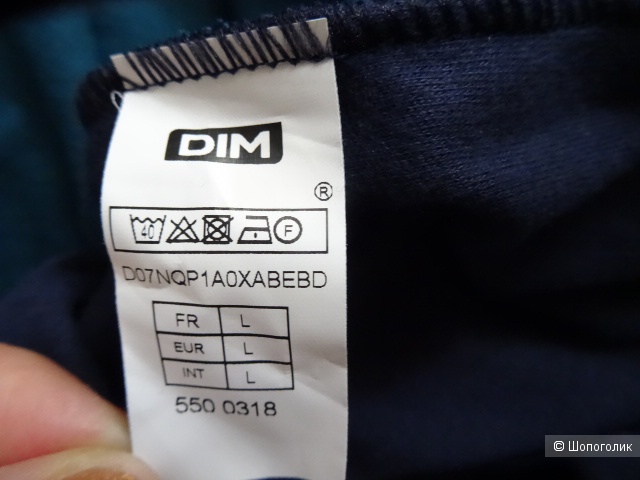 DIM
®
40 F
D07NQP1A0XABEBD
FR L
EUR L
INT L
550 0318
© Шопоголик